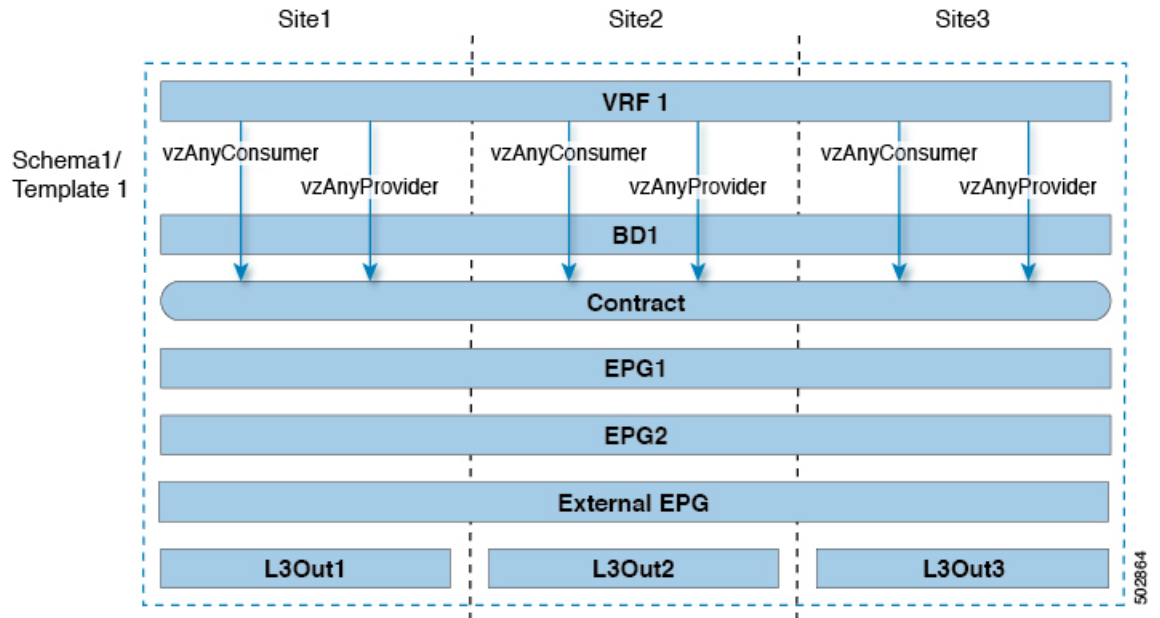 Site1
Site2
Site3
VRF 1
Schema1/
Template 1
vzAnyConsumer
vzAnyConsumer
vzAnyConsumer
vzAnyProvider
vzAnyProvider
vzAnyProvider
BD1
Contract
EPG1
EPG2
External EPG
L3Out1
L3Out2
L3Out3
502864